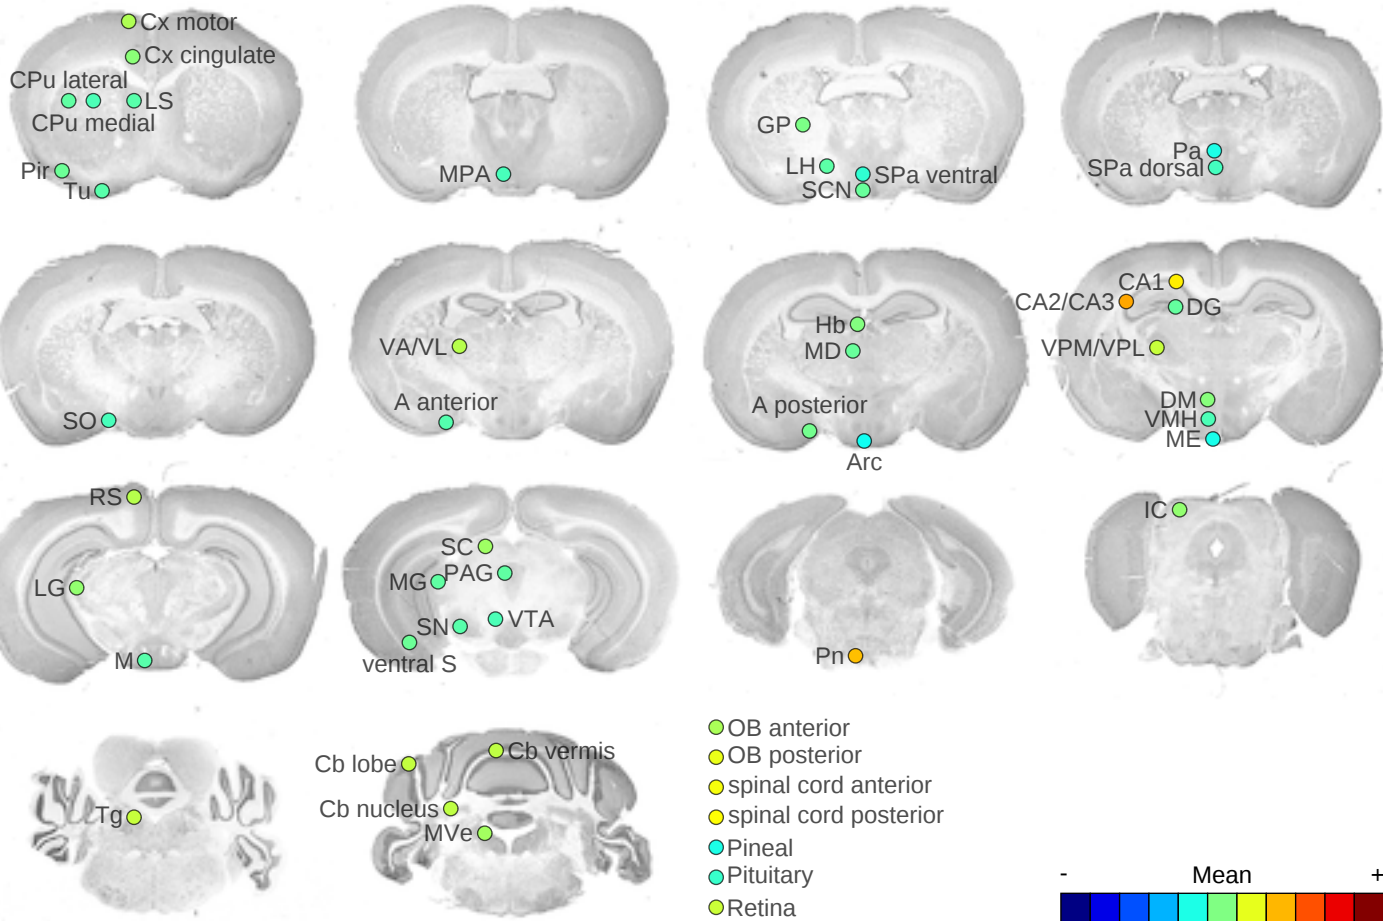 Cx motor
Cx cingulate
CPu lateral
LS
CPu medial
Pir
Tu
MPA
GP
LH
SPa ventral
SCN
Pa
SPa dorsal
SO
VA/VL
A anterior
Hb
MD
A posterior
Arc
CA1
CA2/CA3
DG
VPM/VPL
DM
VMH
ME
RS
LG
M
SC
MG
PAG
SN
VTA
ventral S
Pn
IC
Tg
Cb lobe
Cb vermis
Cb nucleus
MVe
OB anterior
OB posterior
spinal cord anterior
spinal cord posterior
Pineal
Pituitary
Retina
- Mean +